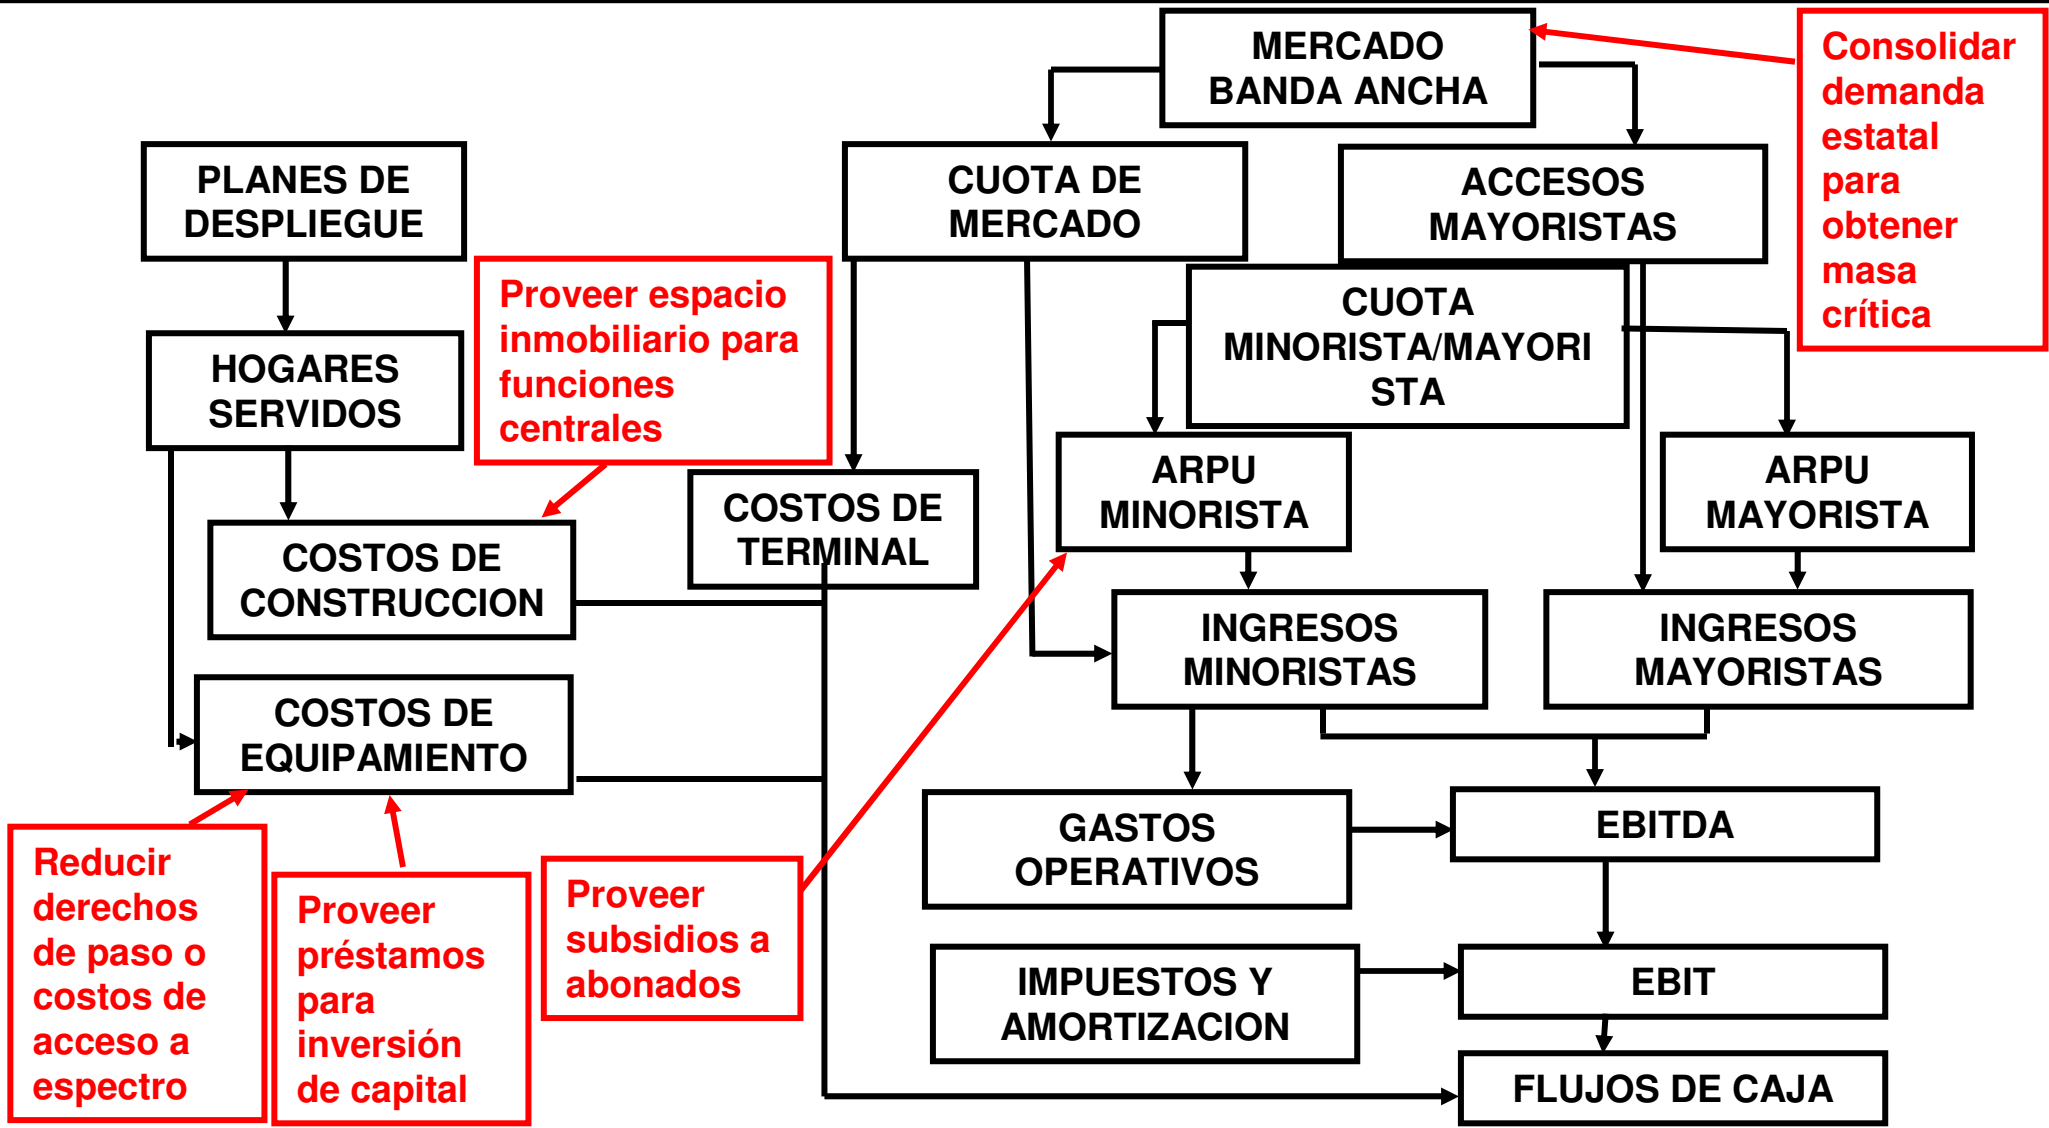 MERCADO
BANDA ANCHA
Consolidar
demanda
estatal
para
obtener
masa
crítica
PLANES DE
DESPLIEGUE
CUOTA DE
MERCADO
ACCESOS
MAYORISTAS
Proveer espacio
inmobiliario para
funciones
centrales
CUOTA
MINORISTA/MAYORI
STA
HOGARES
SERVIDOS
COSTOS DE
TERMINAL
ARPU
MINORISTA
ARPU
MAYORISTA
COSTOS DE
CONSTRUCCION
INGRESOS
MINORISTAS
INGRESOS
MAYORISTAS
COSTOS DE
EQUIPAMIENTO
GASTOS
OPERATIVOS
EBITDA
Reducir
derechos
de paso o
costos de
acceso a
espectro
Proveer
préstamos
para
inversión
de capital
Proveer
subsidios a
abonados
IMPUESTOS Y
AMORTIZACION
EBIT
FLUJOS DE CAJA